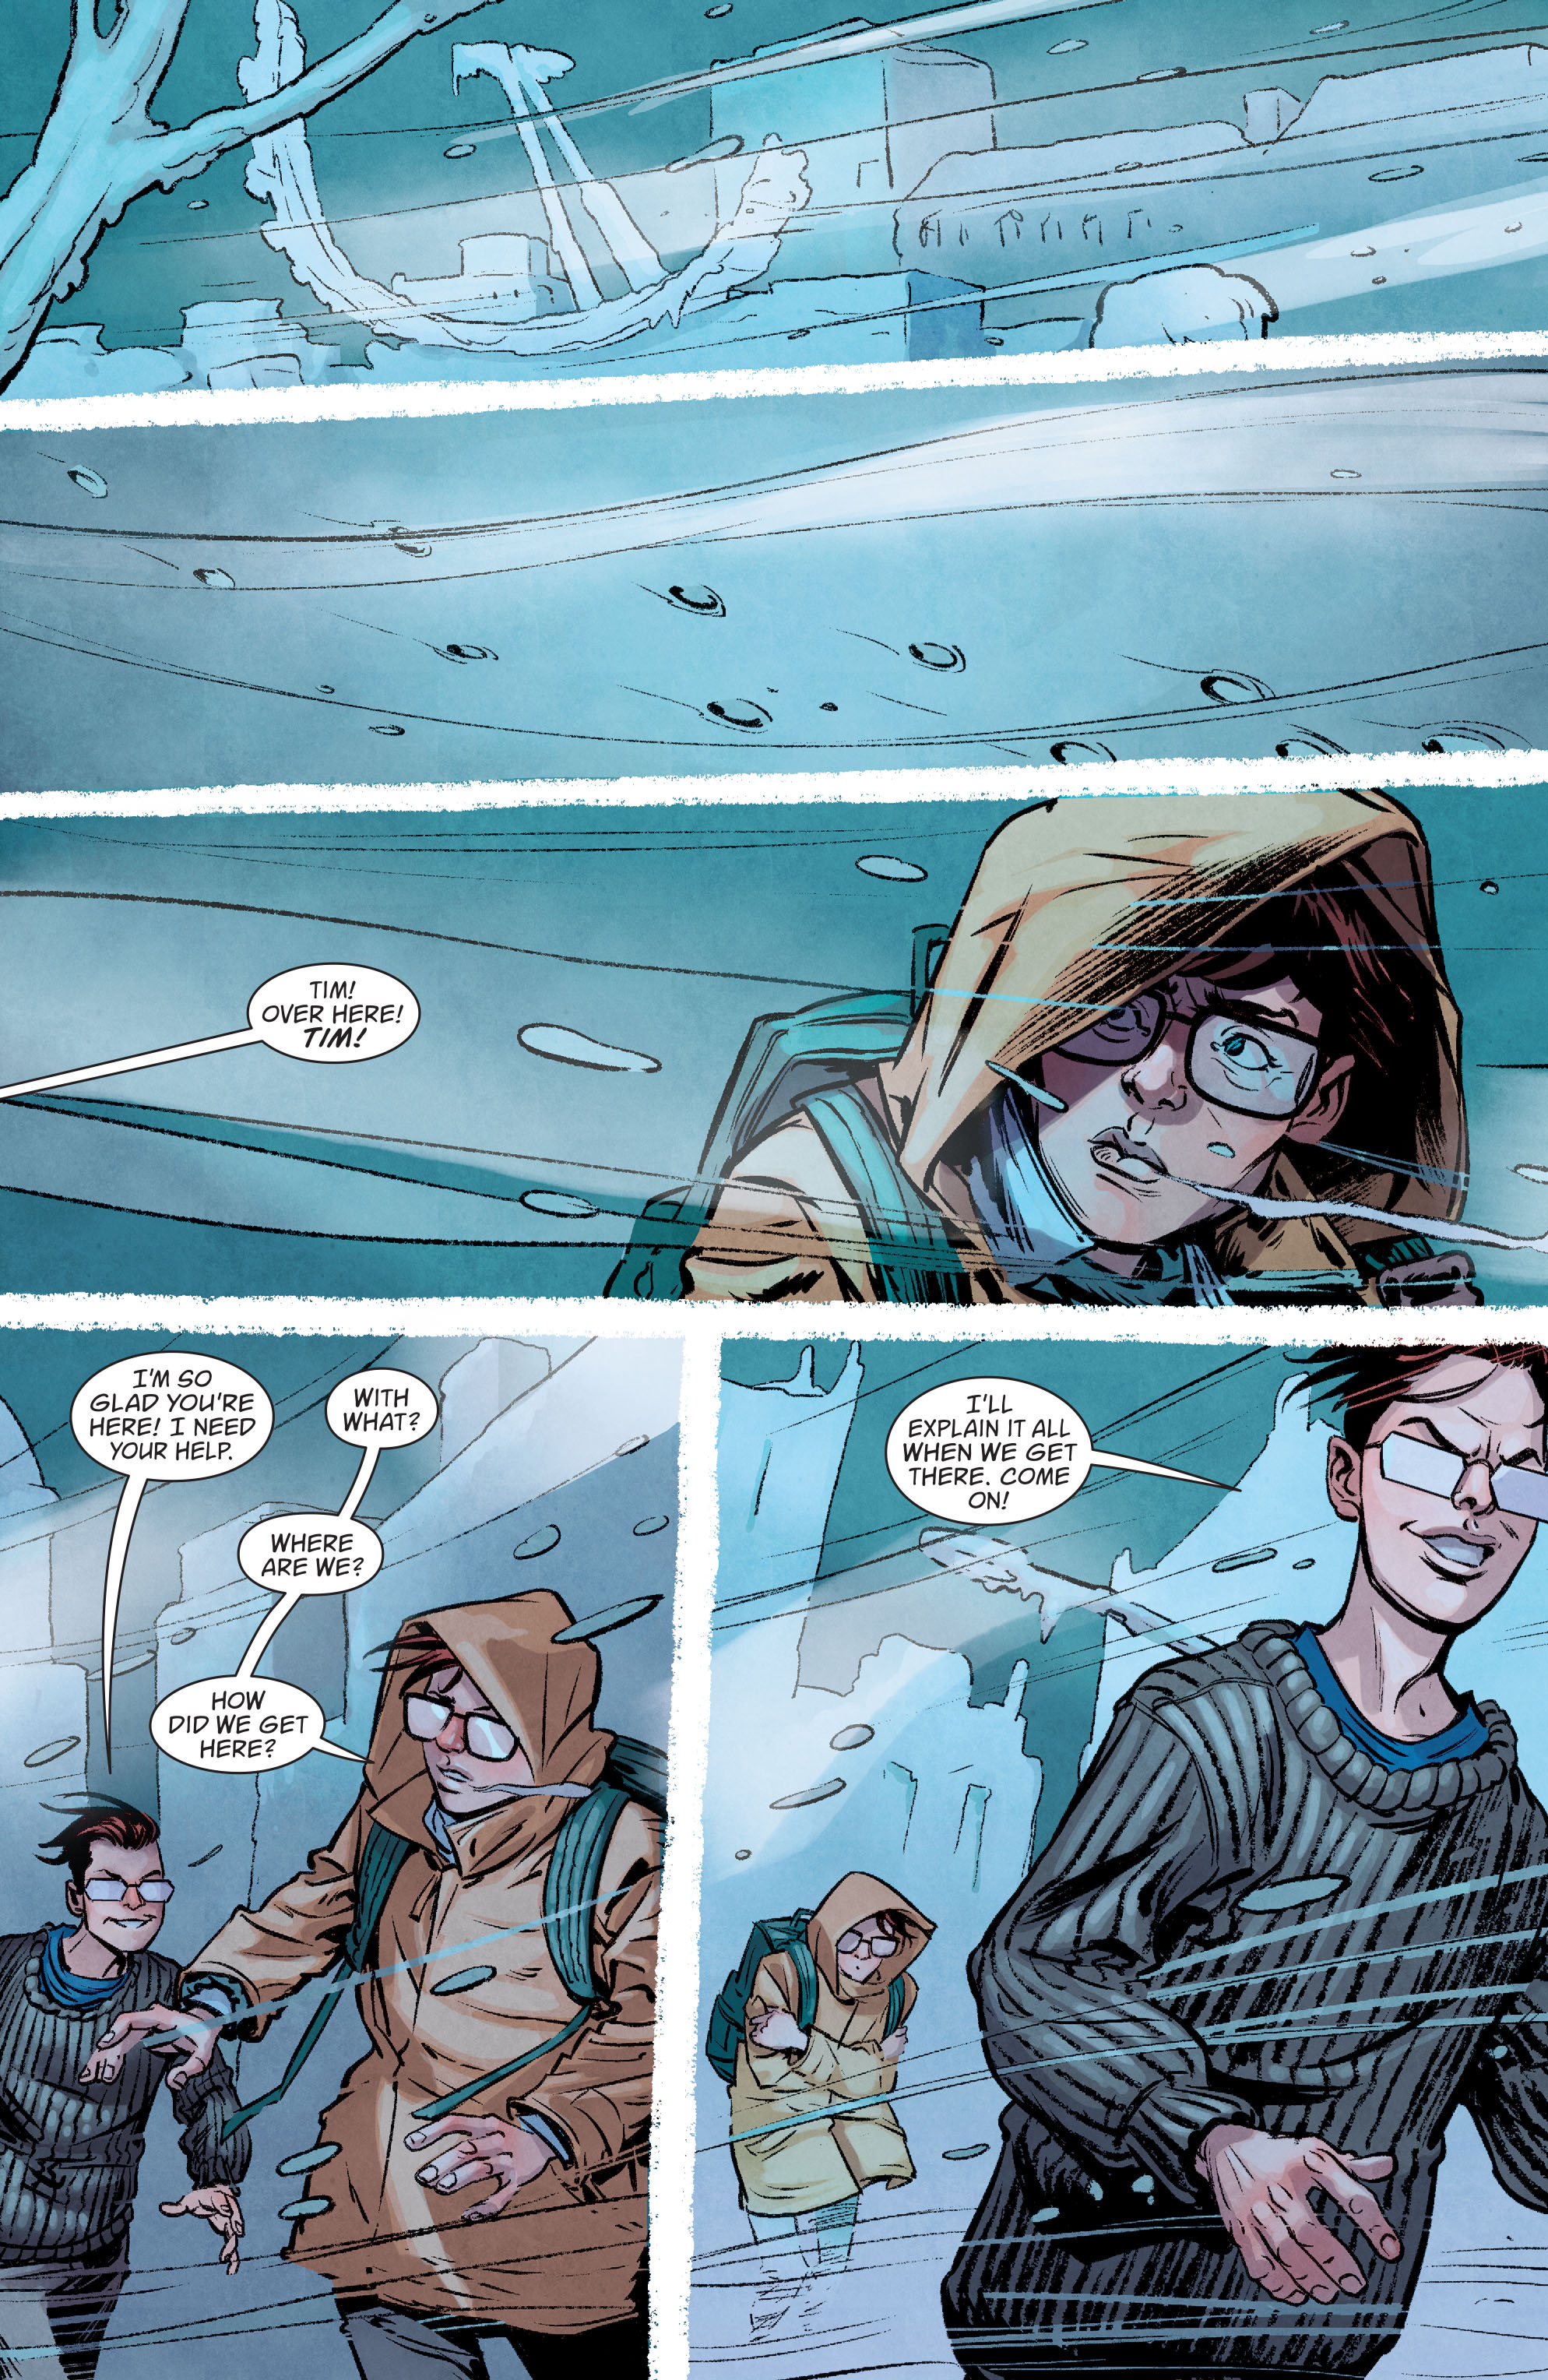 TIM!
OVER HERE!
TIM!
I'M SO
GLAD YOU'RE
HERE! I NEED
YOUR HELP.
WITH
WHAT?
WHERE
ARE WE?
HOW
DID WE GET
HERE?
I'LL
EXPLAIN IT ALL
WHEN WE GET
THERE. COME
ON!